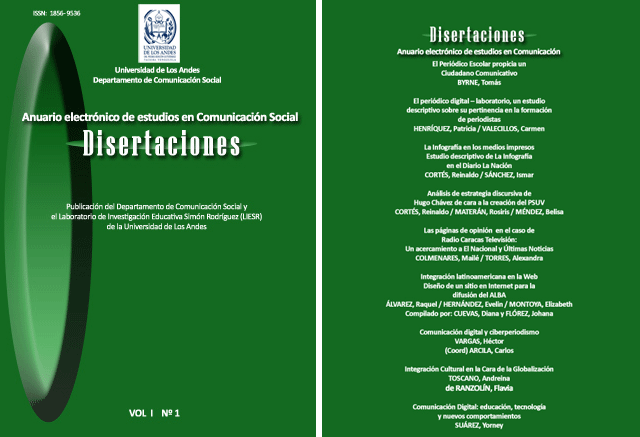 ISSN: 1856-9536
UNIVERSIDAD
DE LOS ANDES
Universidad de Los Andes
Departamento de Comunicación Social
Anuario electrónico de estudios en Comunicación Social
Disertaciones
Publicación del Departamento de Comunicación Social y
el Laboratorio de Investigación Educativa Simón Rodríguez (LIESR)
de la Universidad de Los Andes
VOL I Nº 1
Disertaciones
Anuario electrónico de estudios en Comunicación
El Periódico Escolar propicia un
Ciudadano Comunicativo
BYRNE, Tomás
El periódico digital – laboratorio, un estudio
descriptivo sobre su pertinencia en la formación
de periodistas
HENRÍQUEZ, Patricia / VALECILLOS, Carmen
La Infografía en los medios impresos
Estudio descriptivo de La Infografía
en el Diario La Nación
CORTÉS, Reinaldo / SÁNCHEZ, Ismar
Análisis de estrategia discursiva de
Hugo Chávez de cara a la creación del PSUV
CORTÉS, Reinaldo / MATERÁN, Rosiris / MÉNDEZ, Belisa
Las páginas de opinión en el caso de
Radio Caracas Televisión:
Un acercamiento a El Nacional y Últimas Noticias
COLMENARES, Mailé / TORRES, Alexandra
Integración latinoamericana en la Web
Diseño de un sitio en Internet para la
difusión del ALBA
ÁLVAREZ, Raquel / HERNÁNDEZ, Evelin / MONTOYA, Elizabeth
Compilado por: CUEVAS, Diana y FLÓREZ, Johana
Comunicación digital y ciberperiodismo
VARGAS, Héctor
(Coord) ARCILA, Carlos
Integración Cultural en la Cara de la Globalización
TOSCANO, Andreina
de RANZOLÍN, Flavia
Comunicación Digital: educación, tecnología
y nuevos comportamientos
SUÁREZ, Yorney